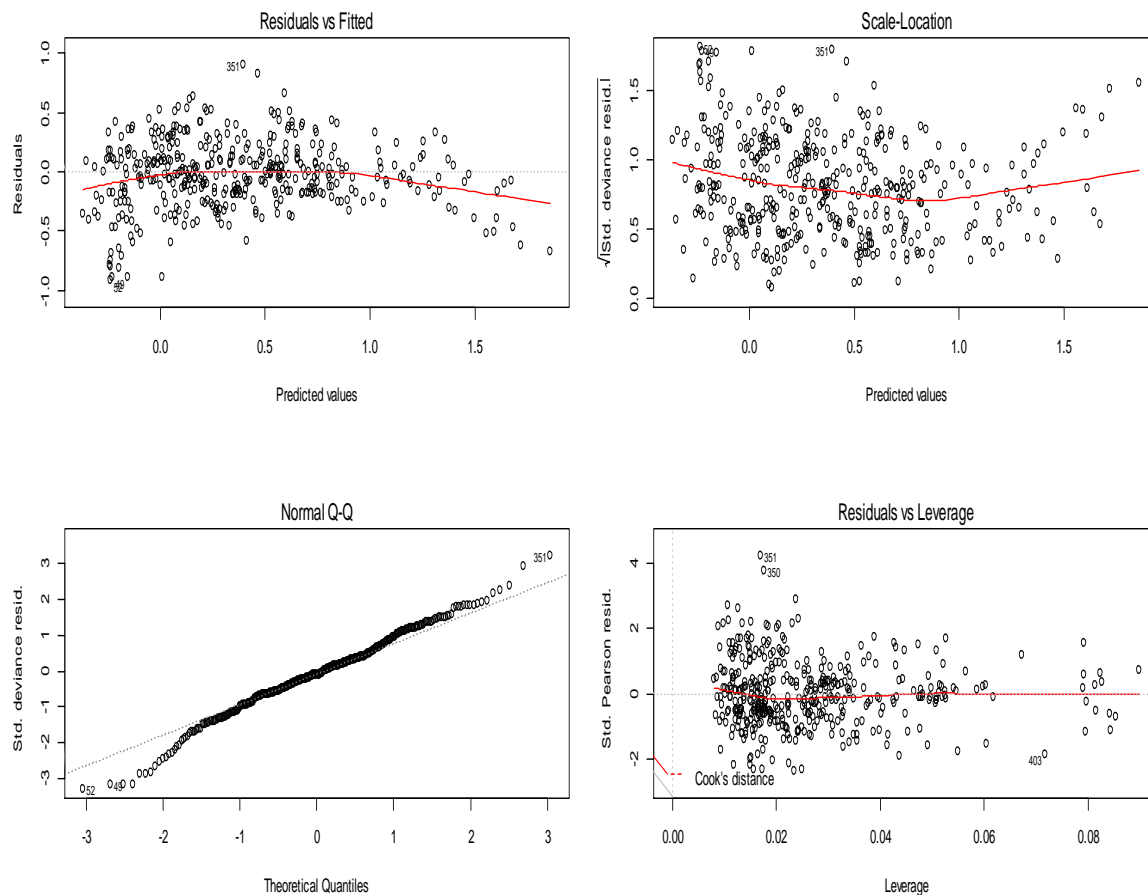 Residuals vs Fitted
Residuals
1.0
0.5
0.0
-0.5
-1.0
351
52
49
0.0 0.5 1.0 1.5
Predicted values
Scale-Location
√|Std. deviance resid.|
1.5
1.0
0.5
0.0
52
49
351
0.0 0.5 1.0 1.5
Predicted values
Normal Q-Q
Std. deviance resid.
3
2
1
0
-1
-2
-3
351
52
49
-3 -2 -1 0 1 2 3
Theoretical Quantiles
Residuals vs Leverage
Std. Pearson resid.
4
2
0
-2
351
350
403
Cook's distance
0.00 0.02 0.04 0.06 0.08
Leverage